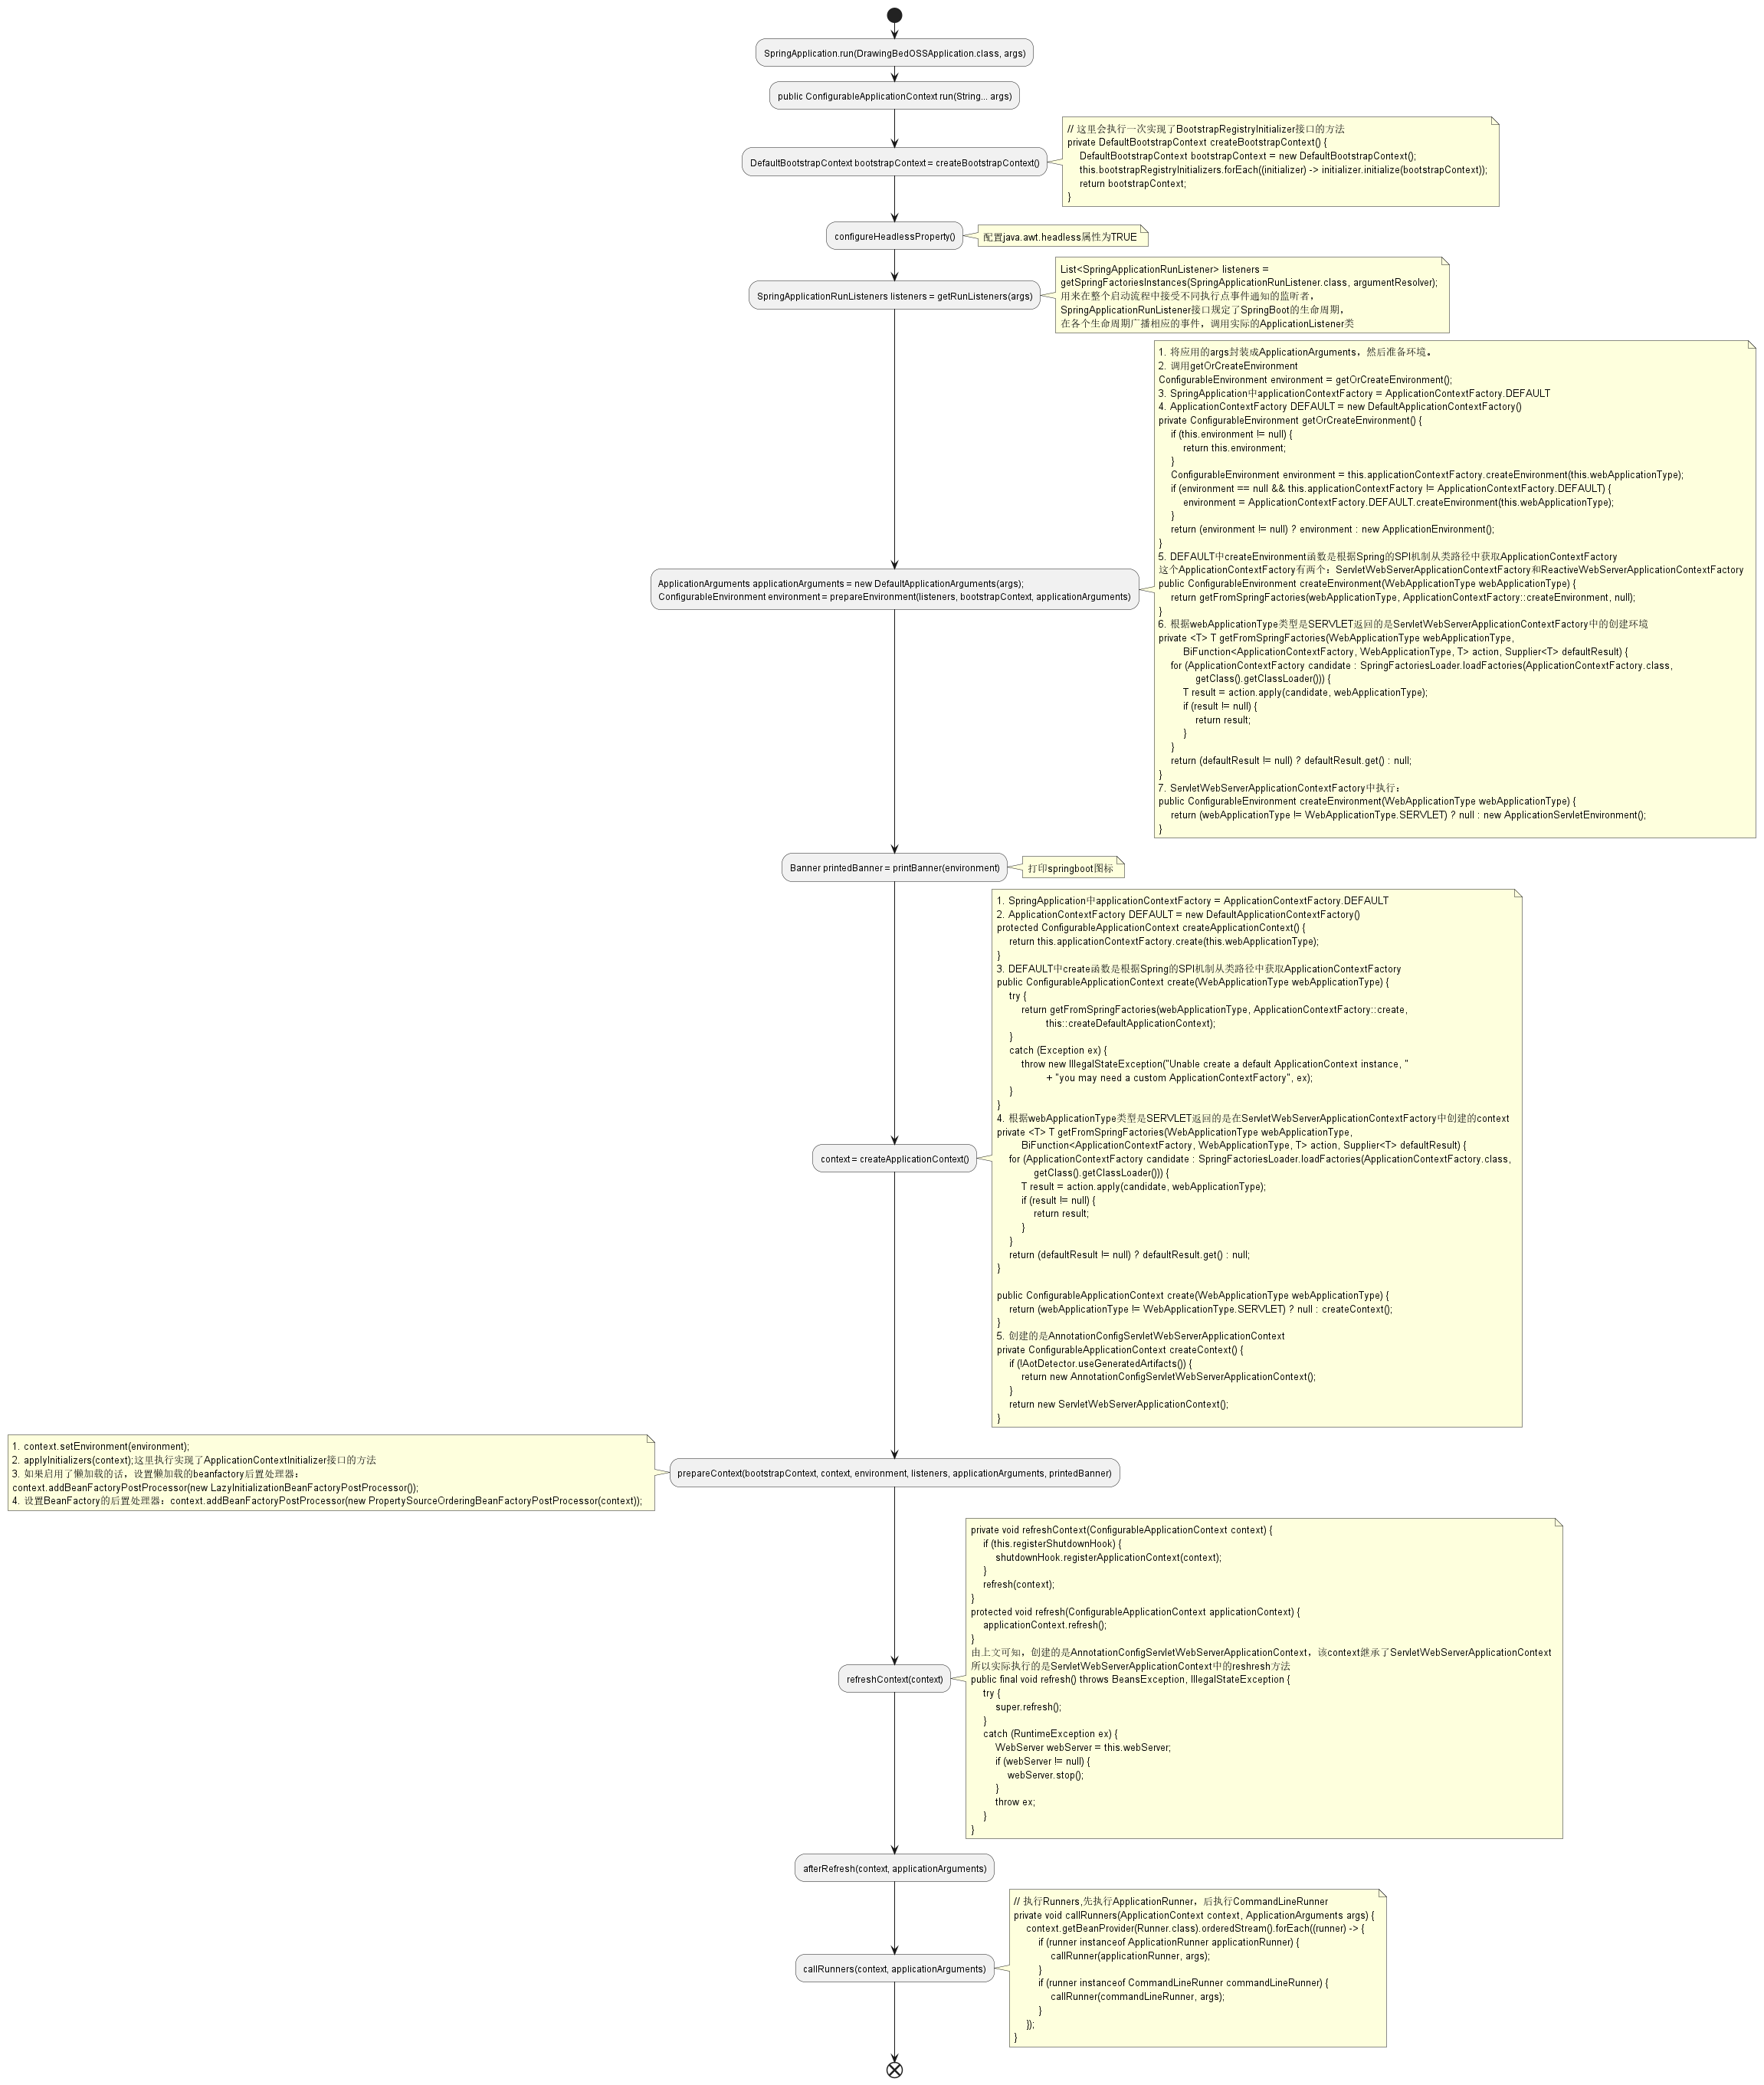 SpringApplication.run(DrawingBedOSSApplication.class, args)
public ConfigurableApplicationContext run(String... args)
DefaultBootstrapContext bootstrapContext = createBootstrapContext()
// 这里会执行一次实现了BootstrapRegistryInitializer接口的方法
private DefaultBootstrapContext createBootstrapContext() {
DefaultBootstrapContext bootstrapContext = new DefaultBootstrapContext();
this.bootstrapRegistryInitializers.forEach((initializer) -> initializer.initialize(bootstrapContext));
return bootstrapContext;
}
configureHeadlessProperty()
配置java.awt.headless属性为TRUE
SpringApplicationRunListeners listeners = getRunListeners(args)
List<SpringApplicationRunListener> listeners =
getSpringFactoriesInstances(SpringApplicationRunListener.class, argumentResolver);
用来在整个启动流程中接受不同执行点事件通知的监听者，
SpringApplicationRunListener接口规定了SpringBoot的生命周期，
在各个生命周期广播相应的事件，调用实际的ApplicationListener类
ApplicationArguments applicationArguments = new DefaultApplicationArguments(args);
ConfigurableEnvironment environment = prepareEnvironment(listeners, bootstrapContext, applicationArguments)
1. 将应用的args封装成ApplicationArguments，然后准备环境。
2. 调用getOrCreateEnvironment
ConfigurableEnvironment environment = getOrCreateEnvironment();
3. SpringApplication中applicationContextFactory = ApplicationContextFactory.DEFAULT
4. ApplicationContextFactory DEFAULT = new DefaultApplicationContextFactory()
private ConfigurableEnvironment getOrCreateEnvironment() {
if (this.environment != null) {
return this.environment;
}
ConfigurableEnvironment environment = this.applicationContextFactory.createEnvironment(this.webApplicationType);
if (environment == null && this.applicationContextFactory != ApplicationContextFactory.DEFAULT) {
environment = ApplicationContextFactory.DEFAULT.createEnvironment(this.webApplicationType);
}
return (environment != null) ? environment : new ApplicationEnvironment();
}
5. DEFAULT中createEnvironment函数是根据Spring的SPI机制从类路径中获取ApplicationContextFactory
这个ApplicationContextFactory有两个：ServletWebServerApplicationContextFactory和ReactiveWebServerApplicationContextFactory
public ConfigurableEnvironment createEnvironment(WebApplicationType webApplicationType) {
return getFromSpringFactories(webApplicationType, ApplicationContextFactory::createEnvironment, null);
}
6. 根据webApplicationType类型是SERVLET返回的是ServletWebServerApplicationContextFactory中的创建环境
private <T> T getFromSpringFactories(WebApplicationType webApplicationType,
BiFunction<ApplicationContextFactory, WebApplicationType, T> action, Supplier<T> defaultResult) {
for (ApplicationContextFactory candidate : SpringFactoriesLoader.loadFactories(ApplicationContextFactory.class,
getClass().getClassLoader())) {
T result = action.apply(candidate, webApplicationType);
if (result != null) {
return result;
}
}
return (defaultResult != null) ? defaultResult.get() : null;
}
7. ServletWebServerApplicationContextFactory中执行：
public ConfigurableEnvironment createEnvironment(WebApplicationType webApplicationType) {
return (webApplicationType != WebApplicationType.SERVLET) ? null : new ApplicationServletEnvironment();
}
Banner printedBanner = printBanner(environment)
打印springboot图标
context = createApplicationContext()
1. SpringApplication中applicationContextFactory = ApplicationContextFactory.DEFAULT
2. ApplicationContextFactory DEFAULT = new DefaultApplicationContextFactory()
protected ConfigurableApplicationContext createApplicationContext() {
return this.applicationContextFactory.create(this.webApplicationType);
}
3. DEFAULT中create函数是根据Spring的SPI机制从类路径中获取ApplicationContextFactory
public ConfigurableApplicationContext create(WebApplicationType webApplicationType) {
try {
return getFromSpringFactories(webApplicationType, ApplicationContextFactory::create,
this::createDefaultApplicationContext);
}
catch (Exception ex) {
throw new IllegalStateException("Unable create a default ApplicationContext instance, "
+ "you may need a custom ApplicationContextFactory", ex);
}
}
4. 根据webApplicationType类型是SERVLET返回的是在ServletWebServerApplicationContextFactory中创建的context
private <T> T getFromSpringFactories(WebApplicationType webApplicationType,
BiFunction<ApplicationContextFactory, WebApplicationType, T> action, Supplier<T> defaultResult) {
for (ApplicationContextFactory candidate : SpringFactoriesLoader.loadFactories(ApplicationContextFactory.class,
getClass().getClassLoader())) {
T result = action.apply(candidate, webApplicationType);
if (result != null) {
return result;
}
}
return (defaultResult != null) ? defaultResult.get() : null;
}
public ConfigurableApplicationContext create(WebApplicationType webApplicationType) {
return (webApplicationType != WebApplicationType.SERVLET) ? null : createContext();
}
5. 创建的是AnnotationConfigServletWebServerApplicationContext
private ConfigurableApplicationContext createContext() {
if (!AotDetector.useGeneratedArtifacts()) {
return new AnnotationConfigServletWebServerApplicationContext();
}
return new ServletWebServerApplicationContext();
}
1. context.setEnvironment(environment);
2. applyInitializers(context);这里执行实现了ApplicationContextInitializer接口的方法
3. 如果启用了懒加载的话，设置懒加载的beanfactory后置处理器：
context.addBeanFactoryPostProcessor(new LazyInitializationBeanFactoryPostProcessor());
4. 设置BeanFactory的后置处理器：context.addBeanFactoryPostProcessor(new PropertySourceOrderingBeanFactoryPostProcessor(context));
prepareContext(bootstrapContext, context, environment, listeners, applicationArguments, printedBanner)
refreshContext(context)
private void refreshContext(ConfigurableApplicationContext context) {
if (this.registerShutdownHook) {
shutdownHook.registerApplicationContext(context);
}
refresh(context);
}
protected void refresh(ConfigurableApplicationContext applicationContext) {
applicationContext.refresh();
}
由上文可知，创建的是AnnotationConfigServletWebServerApplicationContext，该context继承了ServletWebServerApplicationContext
所以实际执行的是ServletWebServerApplicationContext中的reshresh方法
public final void refresh() throws BeansException, IllegalStateException {
try {
super.refresh();
}
catch (RuntimeException ex) {
WebServer webServer = this.webServer;
if (webServer != null) {
webServer.stop();
}
throw ex;
}
}
afterRefresh(context, applicationArguments)
callRunners(context, applicationArguments)
// 执行Runners,先执行ApplicationRunner，后执行CommandLineRunner
private void callRunners(ApplicationContext context, ApplicationArguments args) {
context.getBeanProvider(Runner.class).orderedStream().forEach((runner) -> {
if (runner instanceof ApplicationRunner applicationRunner) {
callRunner(applicationRunner, args);
}
if (runner instanceof CommandLineRunner commandLineRunner) {
callRunner(commandLineRunner, args);
}
});
}